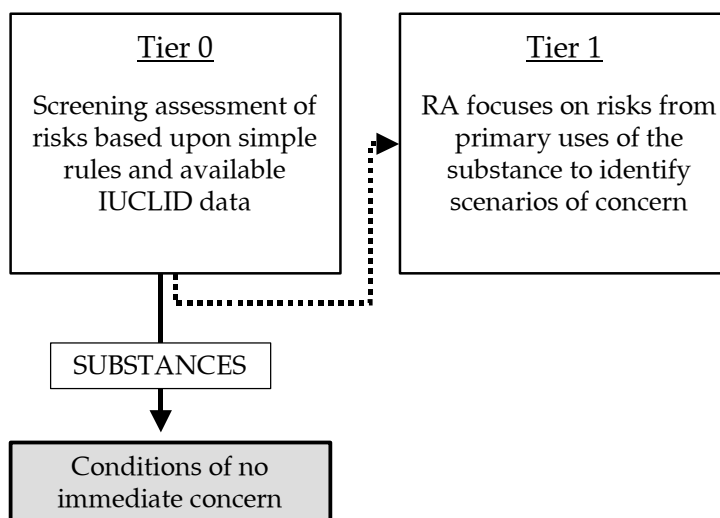 Tier 0
Screening assessment of
risks based upon simple
rules and available
IUCLID data
Tier 1
RA focuses on risks from
primary uses of the
substance to identify
scenarios of concern
SUBSTANCES
Conditions of no
immediate concern